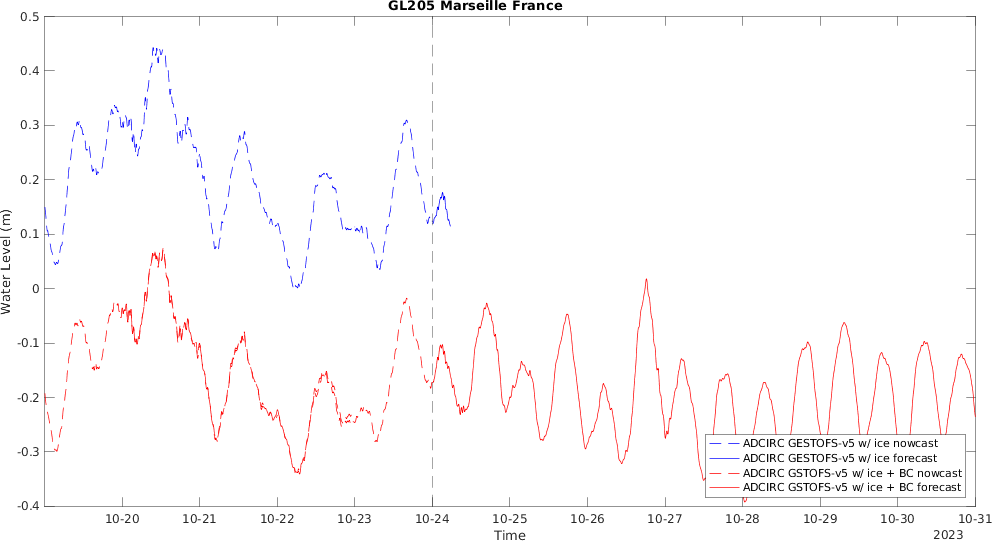 GL205 Marseille France
0.5
0.4
0.3
0.2
0.1
0
-0.1
-0.2
-0.3
-0.4
Water Level (m)
ADCIRC GESTOFS-v5 w/ ice nowcast
ADCIRC GESTOFS-v5 w/ ice forecast
ADCIRC GSTOFS-v5 w/ ice + BC nowcast
ADCIRC GSTOFS-v5 w/ ice + BC forecast
10-20 10-21 10-22 10-23 10-24 10-25 10-26 10-27 10-28 10-29 10-30 10-31
Time
2023